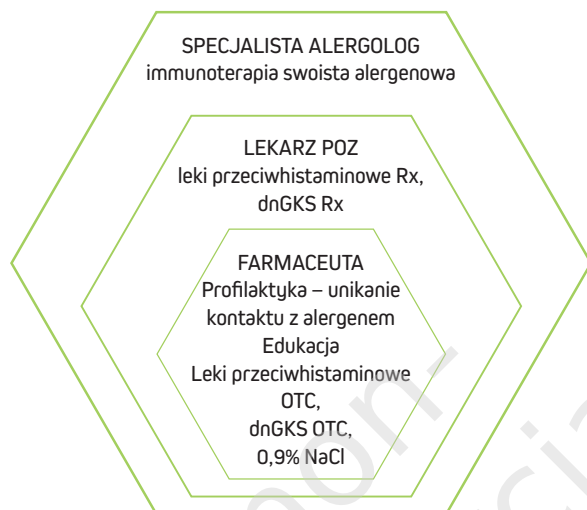 SPECJALISTA ALERGOLOG
immunoterapia swoista alergenowa
LEKARZ POZ
leki przeciwhistaminowe Rx,
dnGKS Rx
FARMACEUTA
Profilaktyka – unikanie
kontaktu z alergenem
Edukacja
Leki przeciwhistaminowe
OTC,
dnGKS OTC,
0,9% NaCl